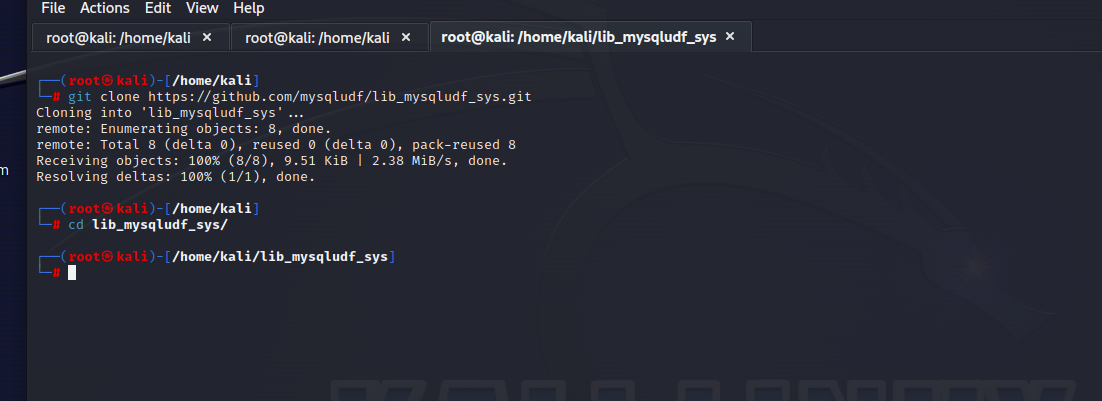 File Actions Edit View Help
root@kali: /home/kali × root@kali: /home/kali × root@kali: /home/kali/lib_mysqludf_sys ×
┌──(root㉿kali)-[/home/kali]
└─# git clone https://github.com/mysqludf/lib_mysqludf_sys.git
Cloning into 'lib_mysqludf_sys'...
remote: Enumerating objects: 8, done.
remote: Total 8 (delta 0), reused 0 (delta 0), pack-reused 8
Receiving objects: 100% (8/8), 9.51 KiB | 2.38 MiB/s, done.
Resolving deltas: 100% (1/1), done.
┌──(root㉿kali)-[/home/kali]
└─# cd lib_mysqludf_sys/
m
┌──(root㉿kali)-[/home/kali/lib_mysqludf_sys]
└─#